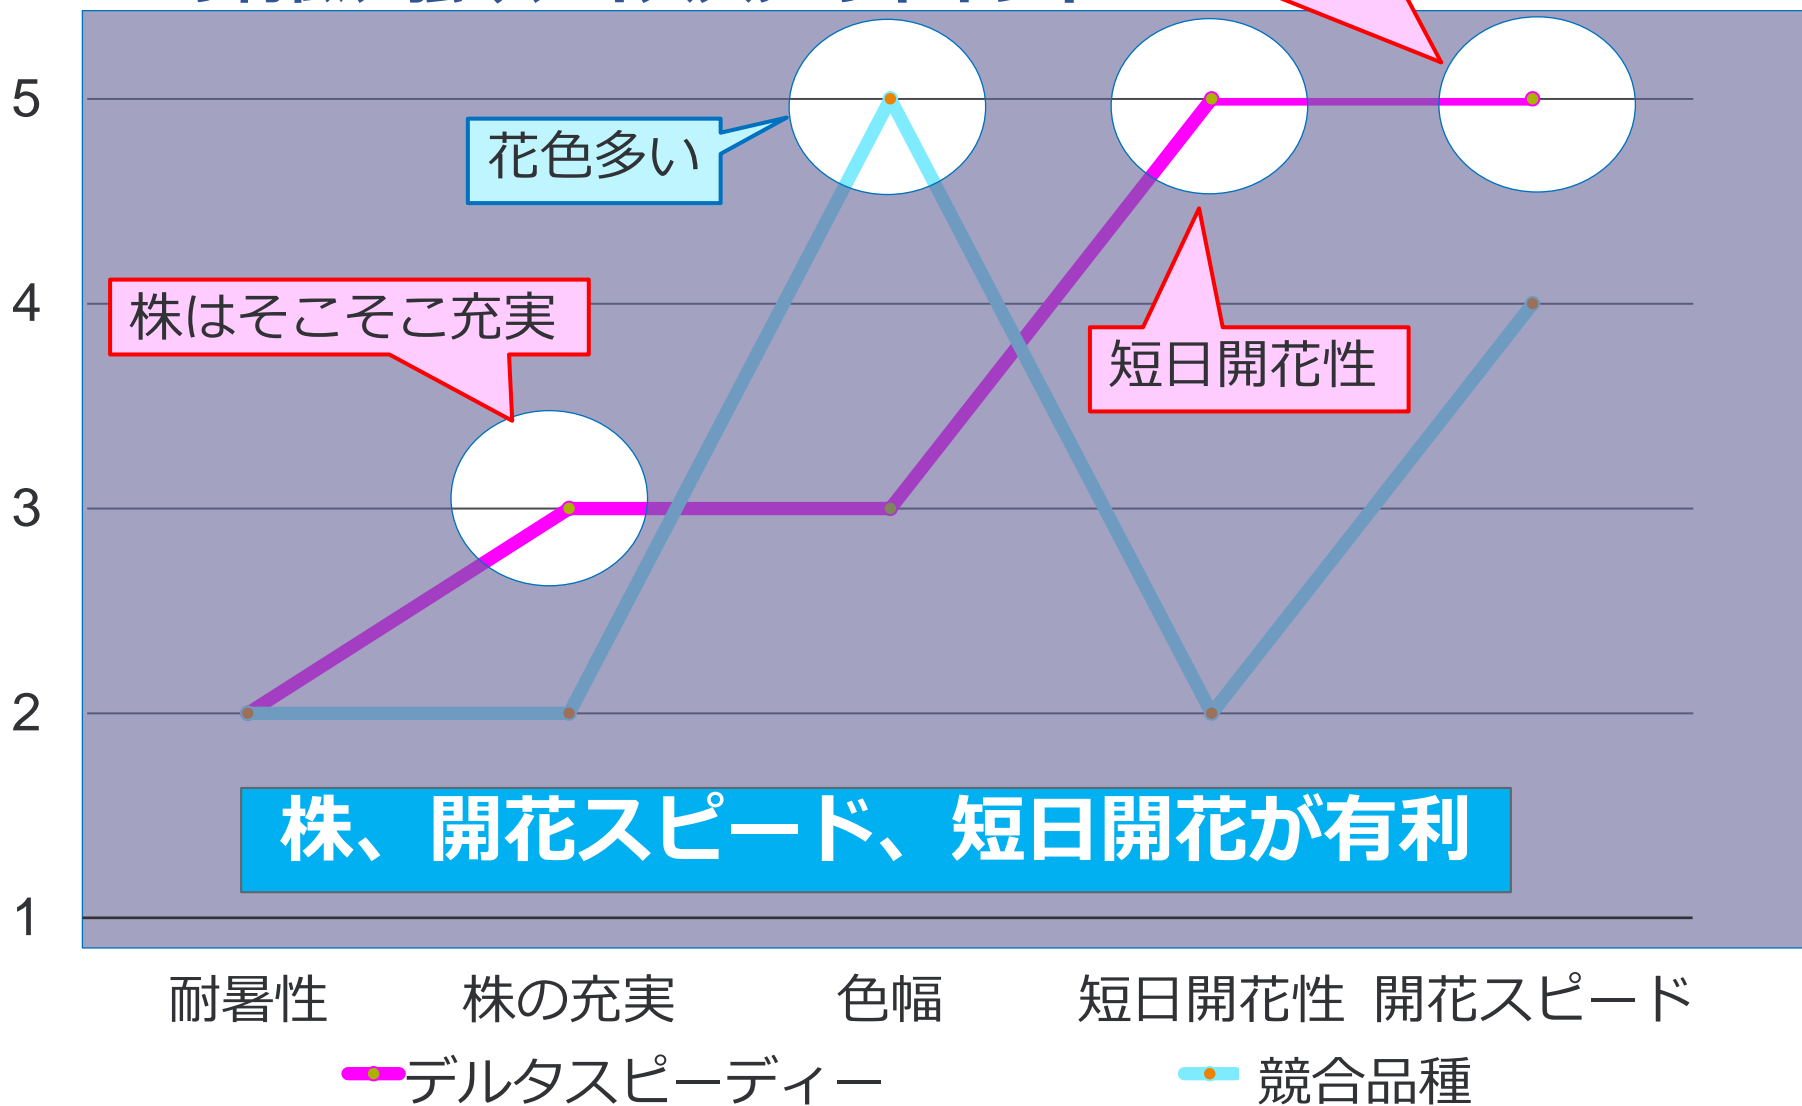 5
花色多い
4
株はそこそこ充実
短日開花性
3
2
株、開花スピード、短日開花が有利
1
耐暑性 株の充実 色幅 短日開花性 開花スピード
デルタスピーディー 競合品種